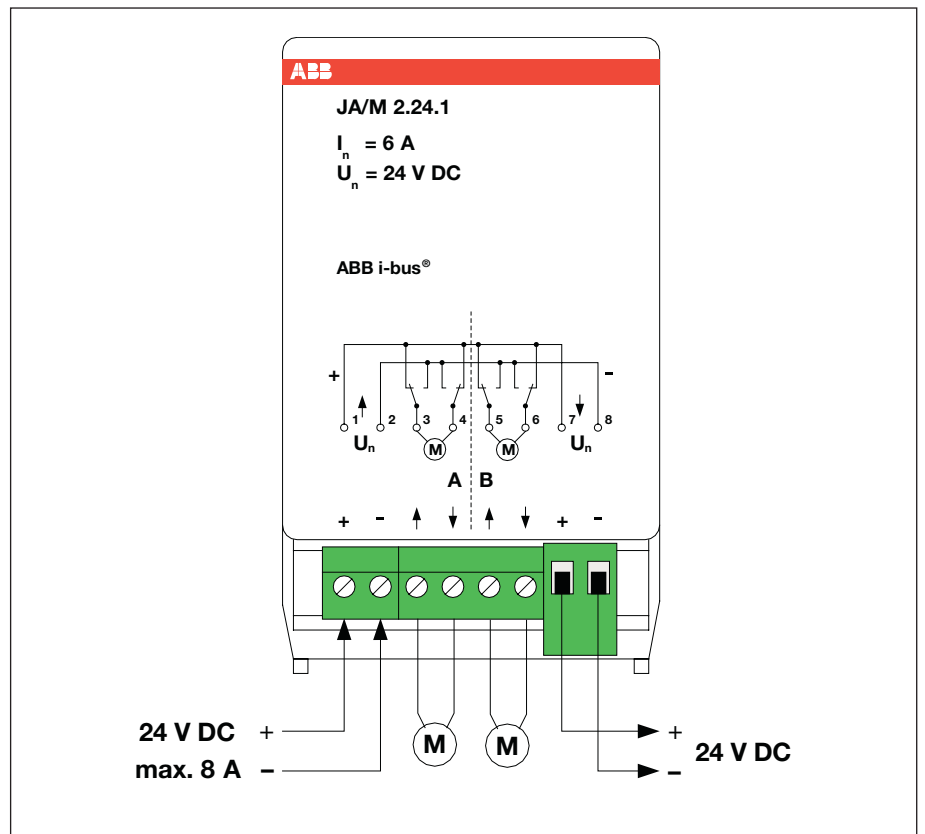 ABB
JA/M 2.24.1
In = 6 A
Un = 24 V DC
ABB i-bus®
+ -
1 2 3 4 5 6 7 8
Un M M Un
A B
+ - + -
24 V DC + M M + 24 V DC
max. 8 A - -